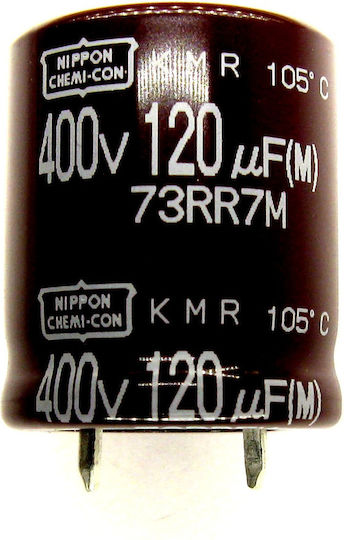 NIPPON CHEMI-CON KMR 105°C
400V 120 µF(M)
73RR7M
NIPPON CHEMI-CON KMR 105°C
400V 120 µF(M)